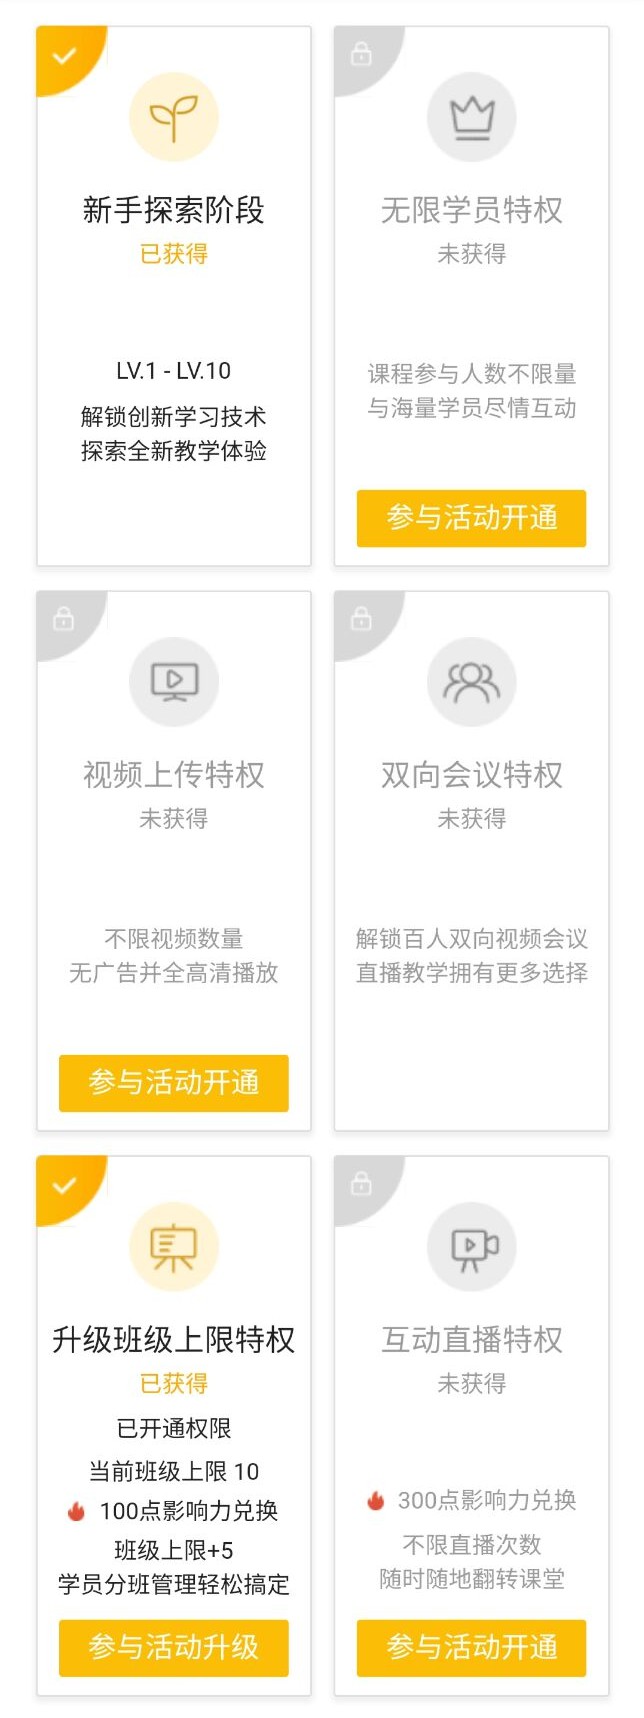 新手探索阶段
已获得
LV.1 - LV.10
解锁创新学习技术
探索全新教学体验
无限学员特权
未获得
课程参与人数不限量
与海量学员尽情互动
参与活动开通
视频上传特权
未获得
不限视频数量
无广告并全高清播放
参与活动开通
双向会议特权
未获得
解锁百人双向视频会议
直播教学拥有更多选择
升级班级上限特权
已获得
已开通权限
当前班级上限 10
100点影响力兑换
班级上限+5
学员分班管理轻松搞定
参与活动升级
互动直播特权
未获得
300点影响力兑换
不限直播次数
随时随地翻转课堂
参与活动开通